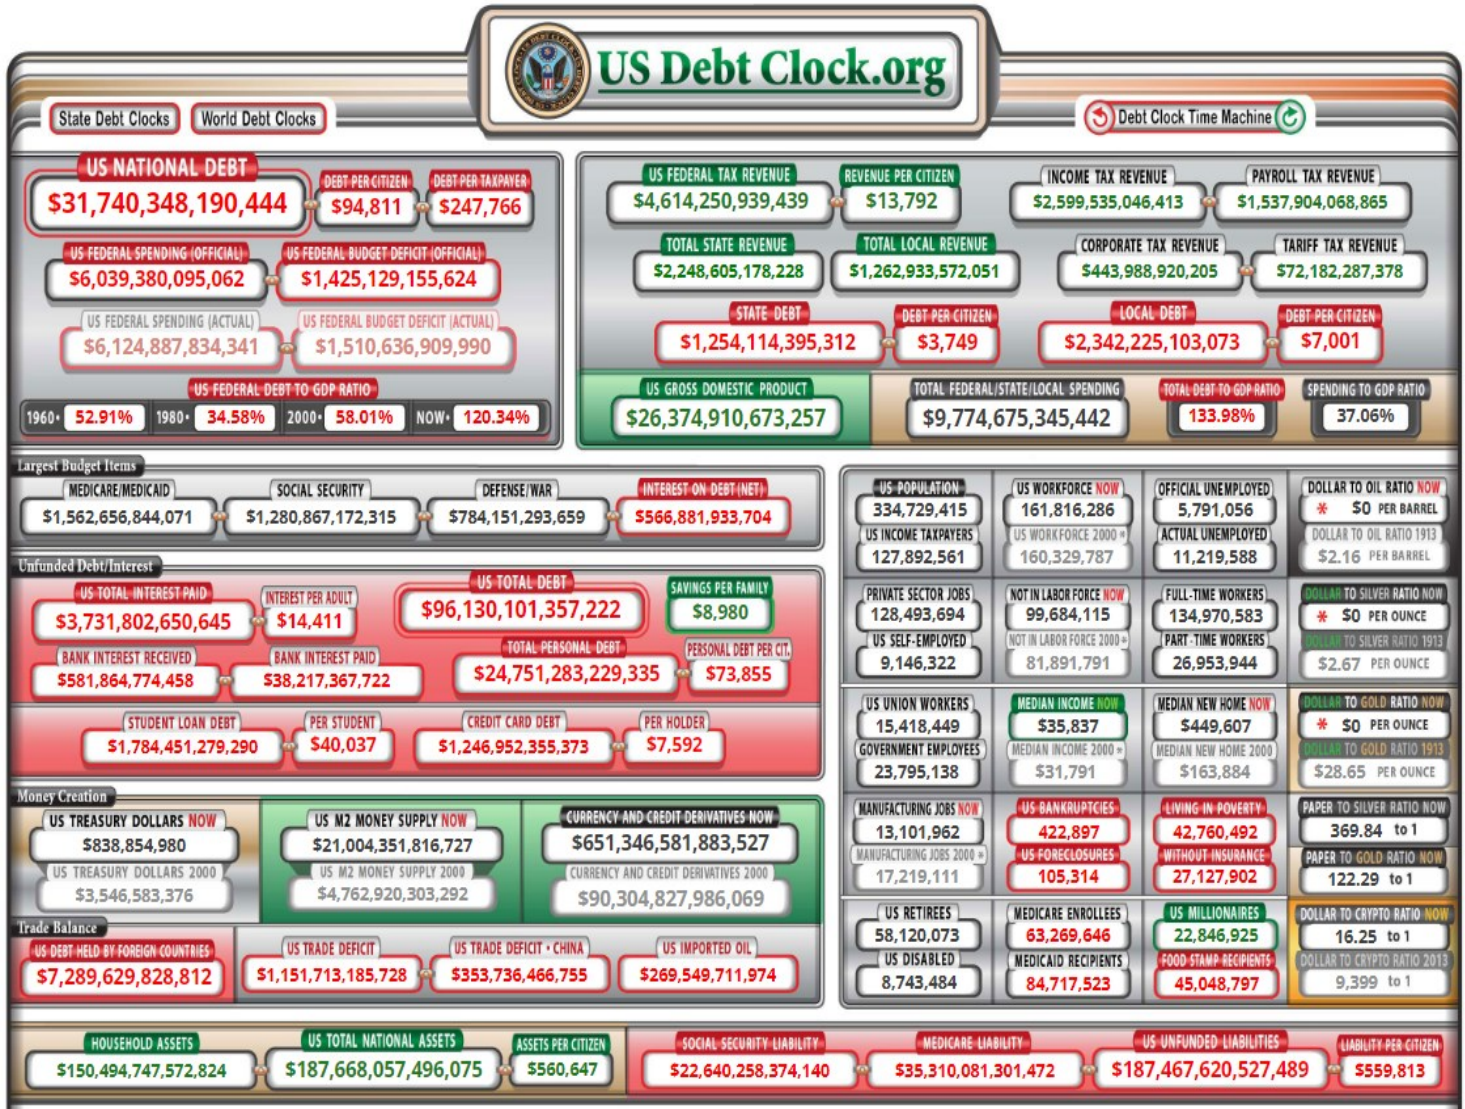 US Debt Clock.org
State Debt Clocks
World Debt Clocks
Debt Clock Time Machine
US NATIONAL DEBT
$31,740,348,190,444
DEBT PER CITIZEN
$94,811
DEBT PER TAXPAYER
$247,766
US FEDERAL SPENDING (OFFICIAL)
$6,039,380,095,062
US FEDERAL BUDGET DEFICIT (OFFICIAL)
$1,425,129,155,624
US FEDERAL SPENDING (ACTUAL)
$6,124,887,834,341
US FEDERAL BUDGET DEFICIT (ACTUAL)
$1,510,636,909,990
US FEDERAL DEBT TO GDP RATIO
1960• 52.91% 1980• 34.58% 2000• 58.01% NOW• 120.34%
US FEDERAL TAX REVENUE
$4,614,250,939,439
REVENUE PER CITIZEN
$13,792
INCOME TAX REVENUE
$2,599,535,046,413
PAYROLL TAX REVENUE
$1,537,904,068,865
TOTAL STATE REVENUE
$2,248,605,178,228
TOTAL LOCAL REVENUE
$1,262,933,572,051
CORPORATE TAX REVENUE
$443,988,920,205
TARIFF TAX REVENUE
$72,182,287,378
STATE DEBT
$1,254,114,395,312
DEBT PER CITIZEN
$3,749
LOCAL DEBT
$2,342,225,103,073
DEBT PER CITIZEN
$7,001
US GROSS DOMESTIC PRODUCT
$26,374,910,673,257
TOTAL FEDERAL/STATE/LOCAL SPENDING
$9,774,675,345,442
TOTAL DEBT TO GDP RATIO
133.98%
SPENDING TO GDP RATIO
37.06%
Largest Budget Items
MEDICARE/MEDICAID
$1,562,656,844,071
SOCIAL SECURITY
$1,280,867,172,315
DEFENSE/WAR
$784,151,293,659
INTEREST ON DEBT (NET)
$566,881,933,704
Unfunded Debt/Interest
US TOTAL INTEREST PAID
$3,731,802,650,645
INTEREST PER ADULT
$14,411
US TOTAL DEBT
$96,130,101,357,222
SAVINGS PER FAMILY
$8,980
BANK INTEREST RECEIVED
$581,864,774,458
BANK INTEREST PAID
$38,217,367,722
TOTAL PERSONAL DEBT
$24,751,283,229,335
PERSONAL DEBT PER CIT.
$73,855
STUDENT LOAN DEBT
$1,784,451,279,290
PER STUDENT
$40,037
CREDIT CARD DEBT
$1,246,952,355,373
PER HOLDER
$7,592
Money Creation
US TREASURY DOLLARS NOW
$838,854,980
US TREASURY DOLLARS 2000
$3,546,583,376
US M2 MONEY SUPPLY NOW
$21,004,351,816,727
US M2 MONEY SUPPLY 2000
$4,762,920,303,292
CURRENCY AND CREDIT DERIVATIVES NOW
$651,346,581,883,527
CURRENCY AND CREDIT DERIVATIVES 2000
$90,304,827,986,069
Trade Balance
US DEBT HELD BY FOREIGN COUNTRIES
$7,289,629,828,812
US TRADE DEFICIT
$1,151,713,185,728
US TRADE DEFICIT • CHINA
$353,736,466,755
US IMPORTED OIL
$269,549,711,974
US POPULATION
334,729,415
US INCOME TAXPAYERS
127,892,561
US WORKFORCE NOW
161,816,286
US WORKFORCE 2000 *
160,329,787
OFFICIAL UNEMPLOYED
5,791,056
ACTUAL UNEMPLOYED
11,219,588
DOLLAR TO OIL RATIO NOW
* $0 PER BARREL
DOLLAR TO OIL RATIO 1913
$2.16 PER BARREL
PRIVATE SECTOR JOBS
128,493,694
US SELF-EMPLOYED
9,146,322
NOT IN LABOR FORCE NOW
99,684,115
NOT IN LABOR FORCE 2000 *
81,891,791
FULL-TIME WORKERS
134,970,583
PART-TIME WORKERS
26,953,944
DOLLAR TO SILVER RATIO NOW
* $0 PER OUNCE
DOLLAR TO SILVER RATIO 1913
$2.67 PER OUNCE
US UNION WORKERS
15,418,449
GOVERNMENT EMPLOYEES
23,795,138
MEDIAN INCOME NOW
$35,837
MEDIAN INCOME 2000 *
$31,791
MEDIAN NEW HOME NOW
$449,607
MEDIAN NEW HOME 2000
$163,884
DOLLAR TO GOLD RATIO NOW
* $0 PER OUNCE
DOLLAR TO GOLD RATIO 1913
$28.65 PER OUNCE
MANUFACTURING JOBS NOW
13,101,962
MANUFACTURING JOBS 2000 *
17,219,111
US BANKRUPTCIES
422,897
US FORECLOSURES
105,314
LIVING IN POVERTY
42,760,492
WITHOUT INSURANCE
27,127,902
PAPER TO SILVER RATIO NOW
369.84 to 1
PAPER TO GOLD RATIO NOW
122.29 to 1
US RETIREES
58,120,073
US DISABLED
8,743,484
MEDICARE ENROLLEES
63,269,646
MEDICAID RECIPIENTS
84,717,523
US MILLIONAIRES
22,846,925
FOOD STAMP RECIPIENTS
45,048,797
DOLLAR TO CRYPTO RATIO NOW
16.25 to 1
DOLLAR TO CRYPTO RATIO 2013
9,399 to 1
HOUSEHOLD ASSETS
$150,494,747,572,824
US TOTAL NATIONAL ASSETS
$187,668,057,496,075
ASSETS PER CITIZEN
$560,647
SOCIAL SECURITY LIABILITY
$22,640,258,374,140
MEDICARE LIABILITY
$35,310,081,301,472
US UNFUNDED LIABILITIES
$187,467,620,527,489
LIABILITY PER CITIZEN
$559,813